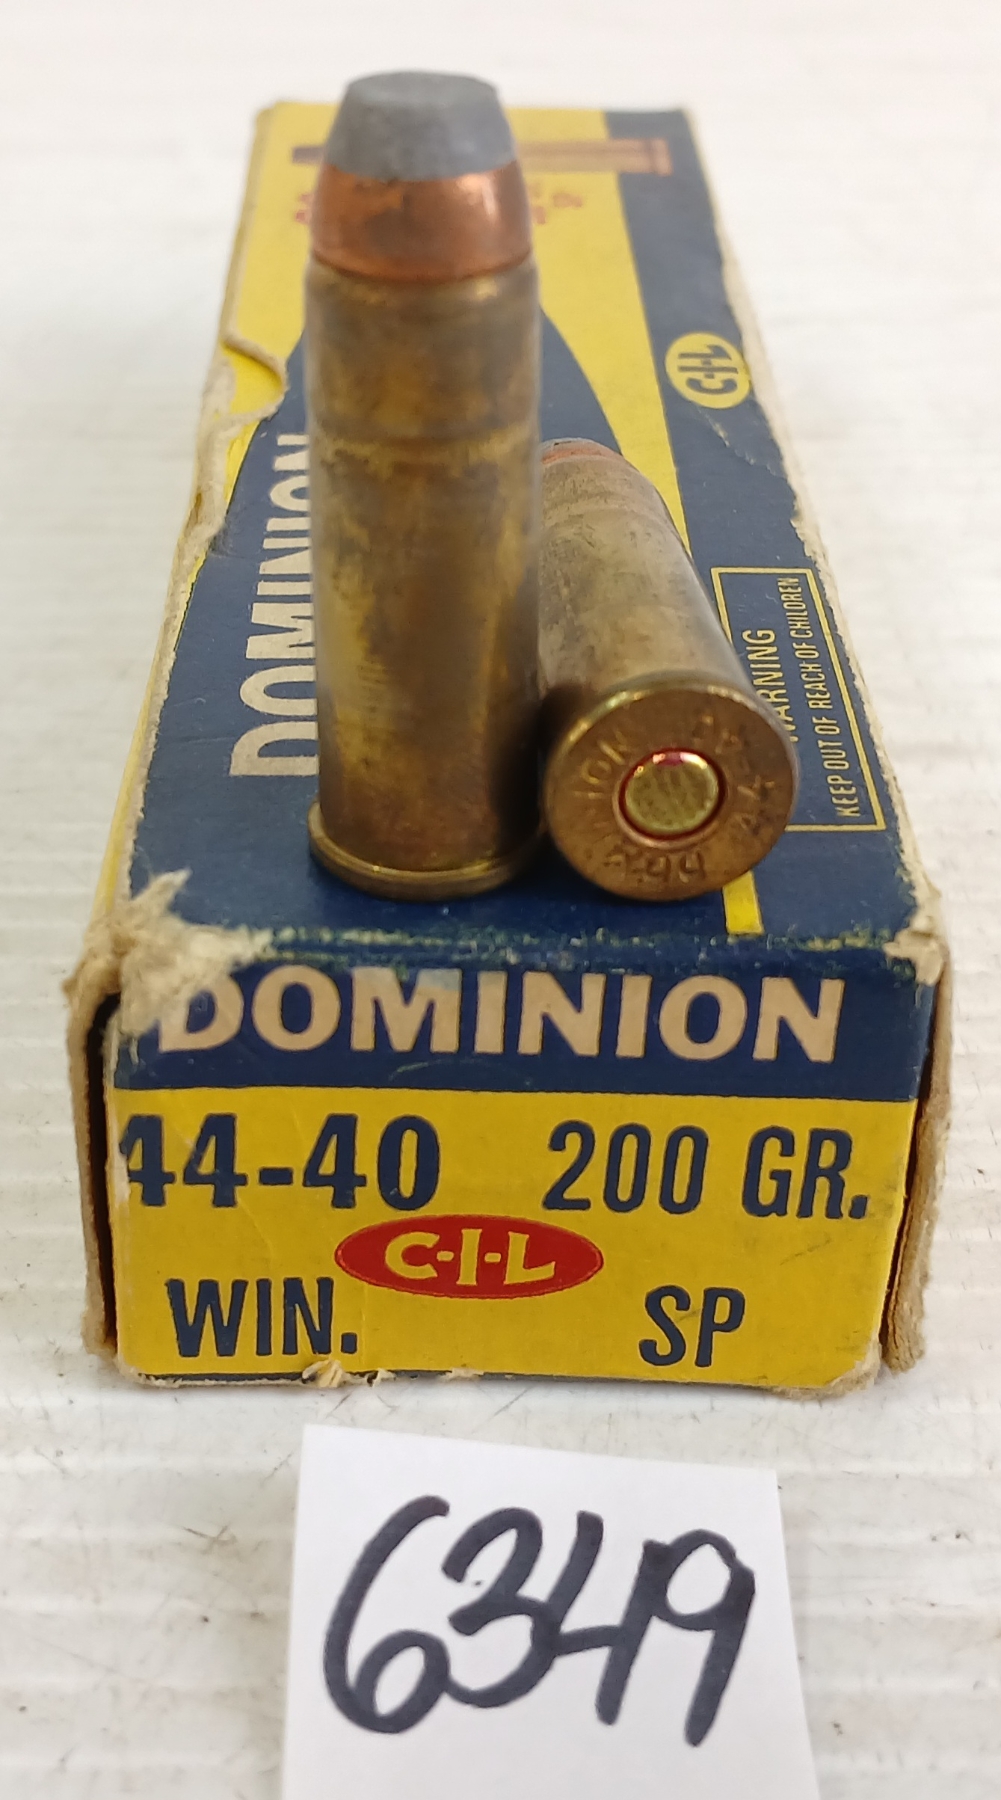 C-I-L
DOMINION
WARNING
KEEP OUT OF REACH OF CHILDREN
DOMINION
44-40 200 GR.
C-I-L
WIN. SP
6349